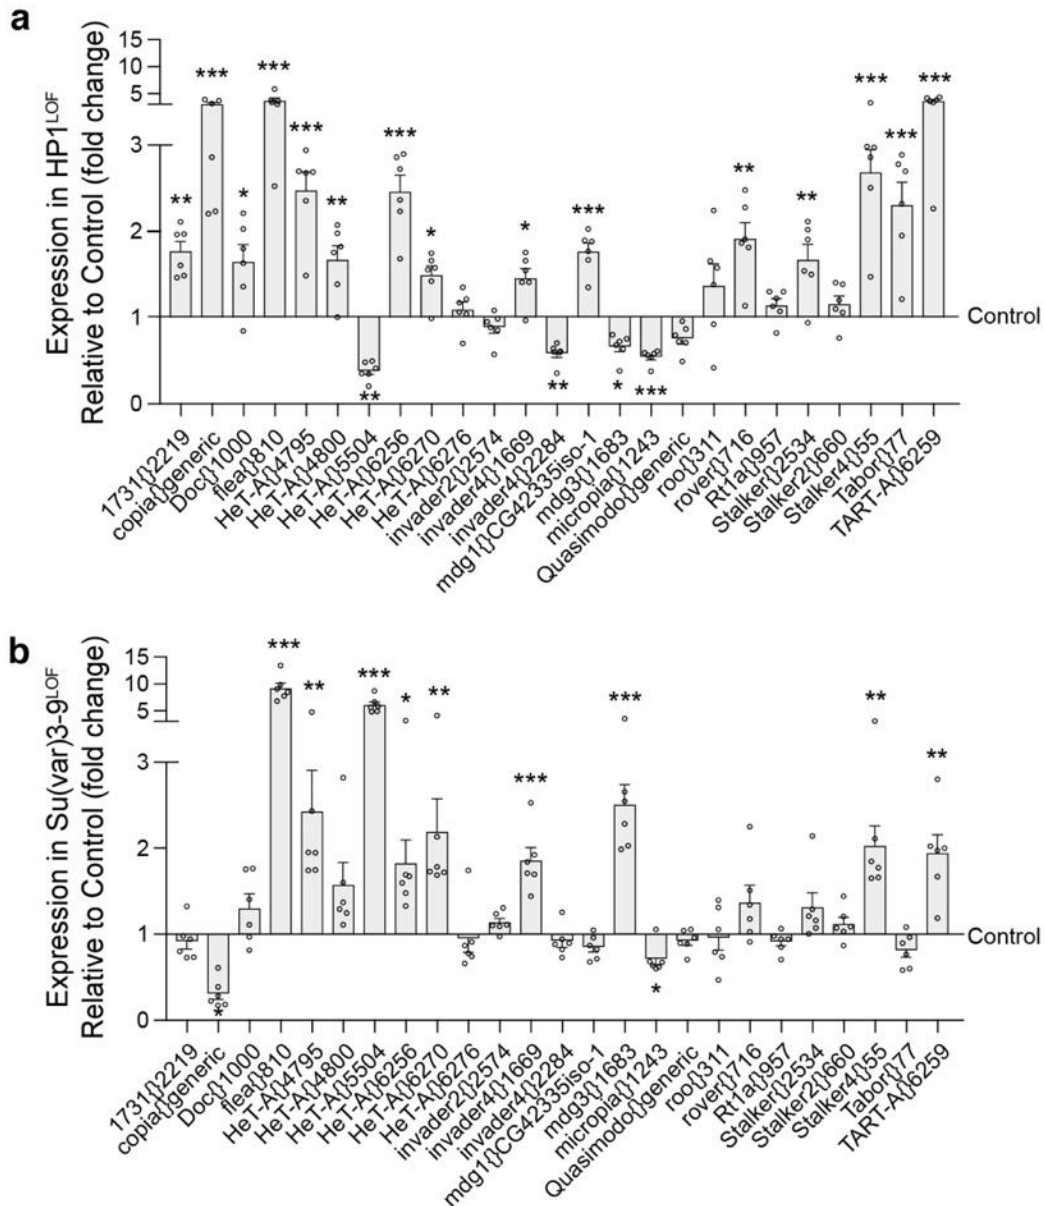 a
Expression in HP1LOF
Relative to Control (fold change)
15
10
5
3
2
1
0
** *** * *** *** ** ** *** * * ** *** * *** ** ** *** *** ***
Control
1731{}2219
copia{}generic
Doc{}1000
flea{}810
HeT-A{}4795
HeT-A{}4800
HeT-A{}5504
HeT-A{}6256
HeT-A{}6270
HeT-A{}6276
invader2{}2574
invader4{}1669
invader4{}2284
mdg1{}CG42335iso-1
mdg3{}1683
micropia{}1243
Quasimodo{}generic
roo{}311
rover{}716
Rt1a{}957
Stalker{}2534
Stalker2{}660
Stalker4{}55
Tabor{}77
TART-A{}6259
b
Expression in Su(var)3-9LOF
Relative to Control (fold change)
15
10
5
3
2
1
0
* *** ** *** * ** *** *** * ** **
Control
1731{}2219
copia{}generic
Doc{}1000
flea{}810
HeT-A{}4795
HeT-A{}4800
HeT-A{}5504
HeT-A{}6256
HeT-A{}6270
HeT-A{}6276
invader2{}2574
invader4{}1669
invader4{}2284
mdg1{}CG42335iso-1
mdg3{}1683
micropia{}1243
Quasimodo{}generic
roo{}311
rover{}716
Rt1a{}957
Stalker{}2534
Stalker2{}660
Stalker4{}55
Tabor{}77
TART-A{}6259